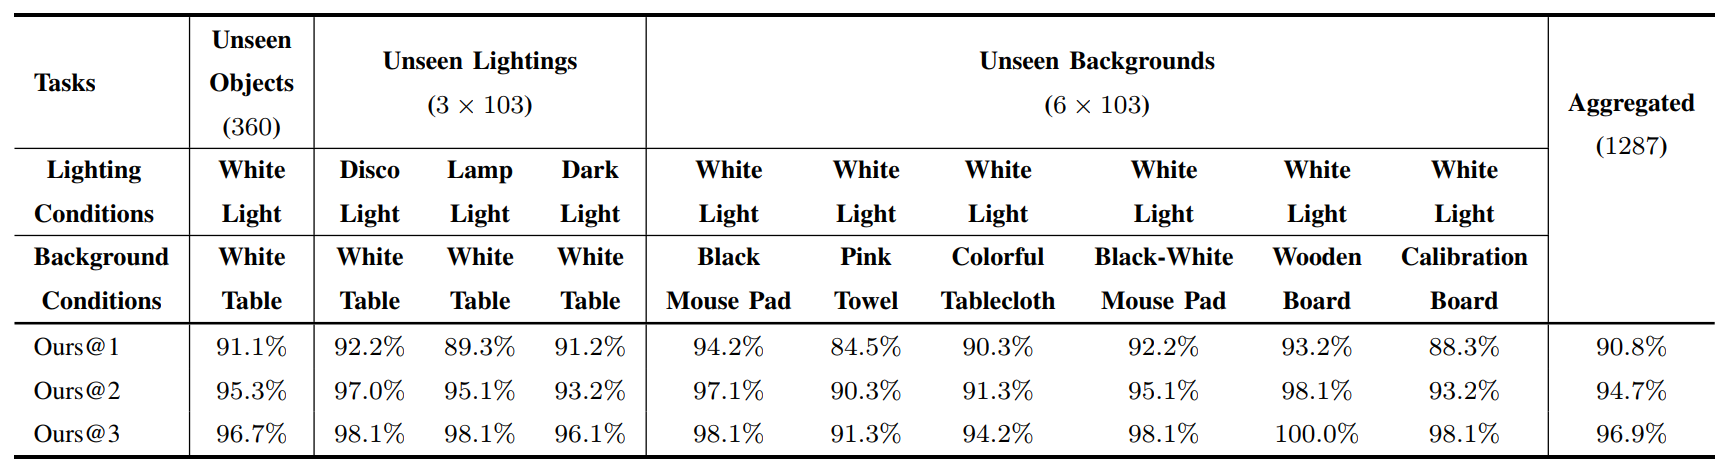 Tasks Unseen Objects (360) Unseen Lightings (3 × 103) Unseen Backgrounds (6 × 103) Aggregated (1287)
Lighting Conditions White Light Disco Light Lamp Light Dark Light White Light White Light White Light White Light White Light White Light
Background Conditions White Table White Table White Table White Table Black Mouse Pad Pink Towel Colorful Tablecloth Black-White Mouse Pad Wooden Board Calibration Board
Ours@1 91.1% 92.2% 89.3% 91.2% 94.2% 84.5% 90.3% 92.2% 93.2% 88.3% 90.8%
Ours@2 95.3% 97.0% 95.1% 93.2% 97.1% 90.3% 91.3% 95.1% 98.1% 93.2% 94.7%
Ours@3 96.7% 98.1% 98.1% 96.1% 98.1% 91.3% 94.2% 98.1% 100.0% 98.1% 96.9%